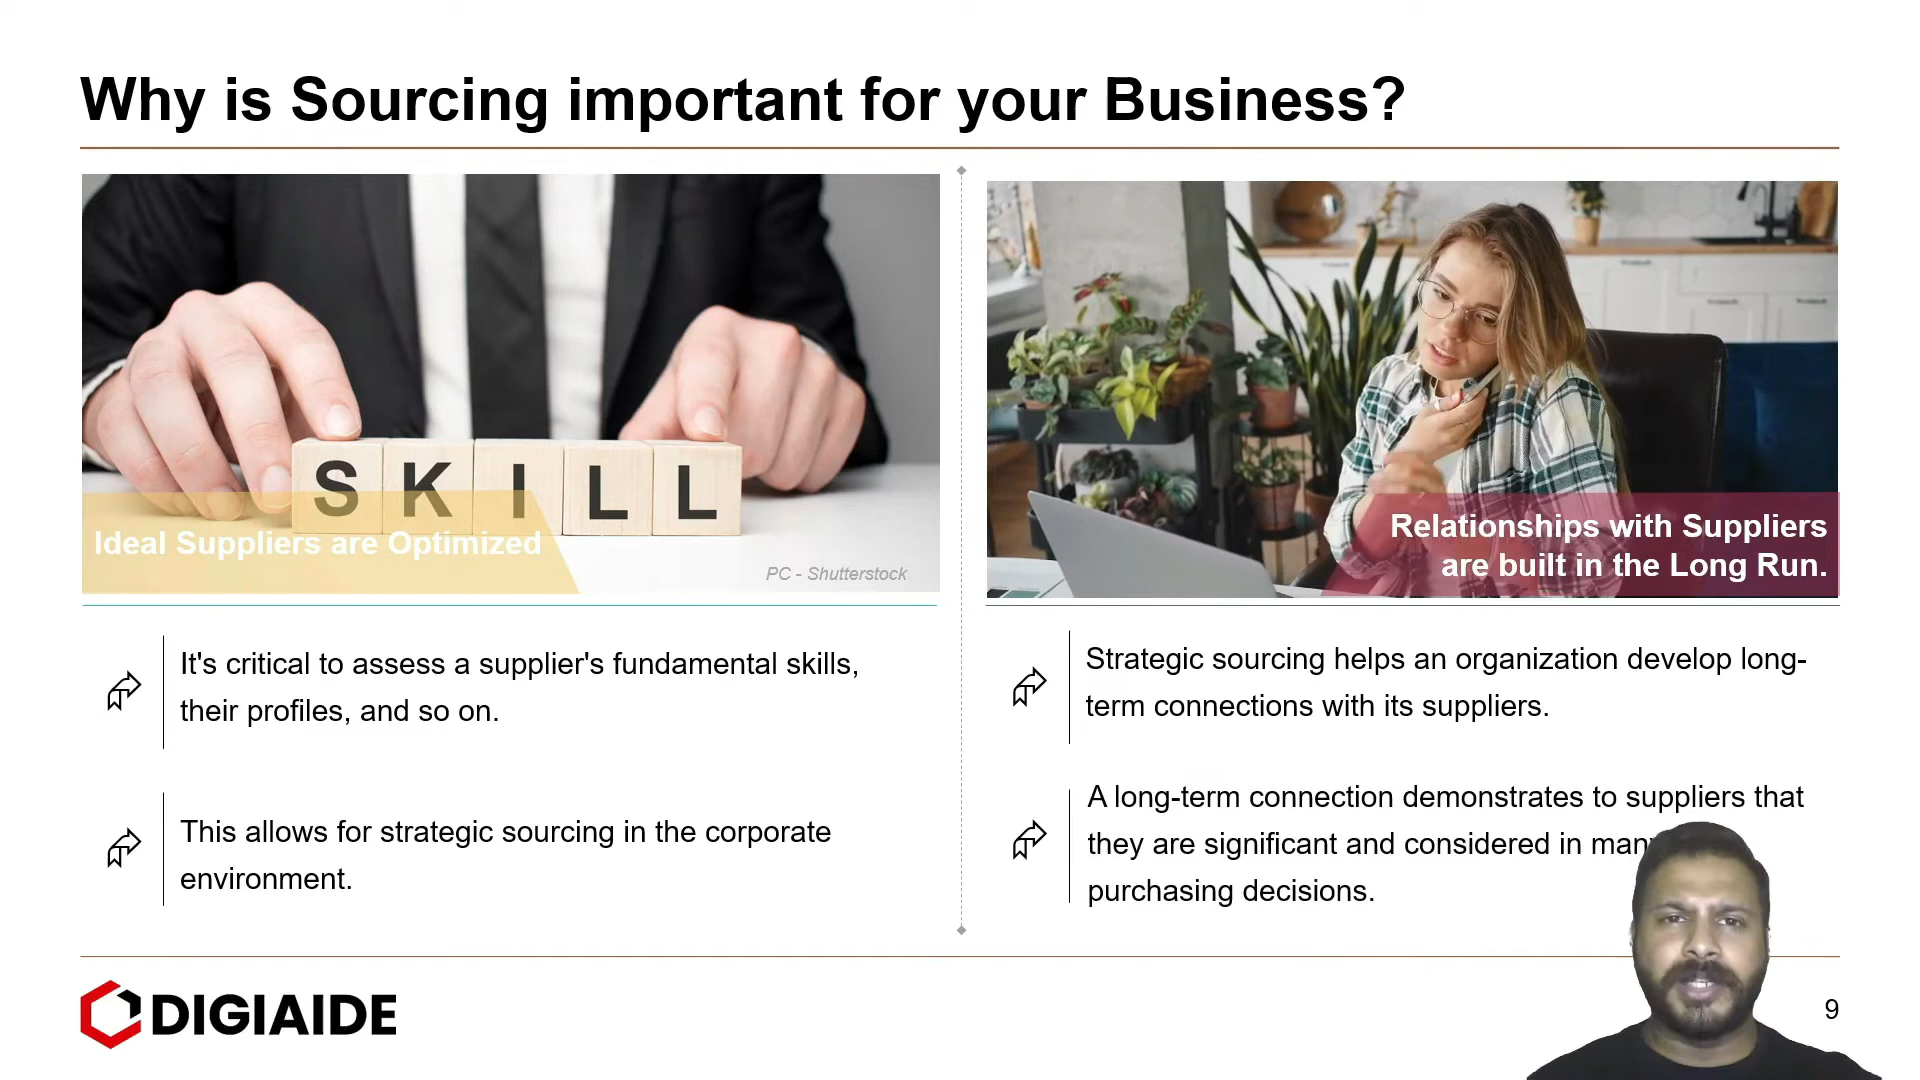 Why is Sourcing important for your Business?
SKILL
Ideal Suppliers are Optimized
PC - Shutterstock
It's critical to assess a supplier's fundamental skills,
their profiles, and so on.
This allows for strategic sourcing in the corporate
environment.
Relationships with Suppliers
are built in the Long Run.
Strategic sourcing helps an organization develop long-
term connections with its suppliers.
A long-term connection demonstrates to suppliers that
they are significant and considered in
purchasing decisions.
DIGIAIDE
9